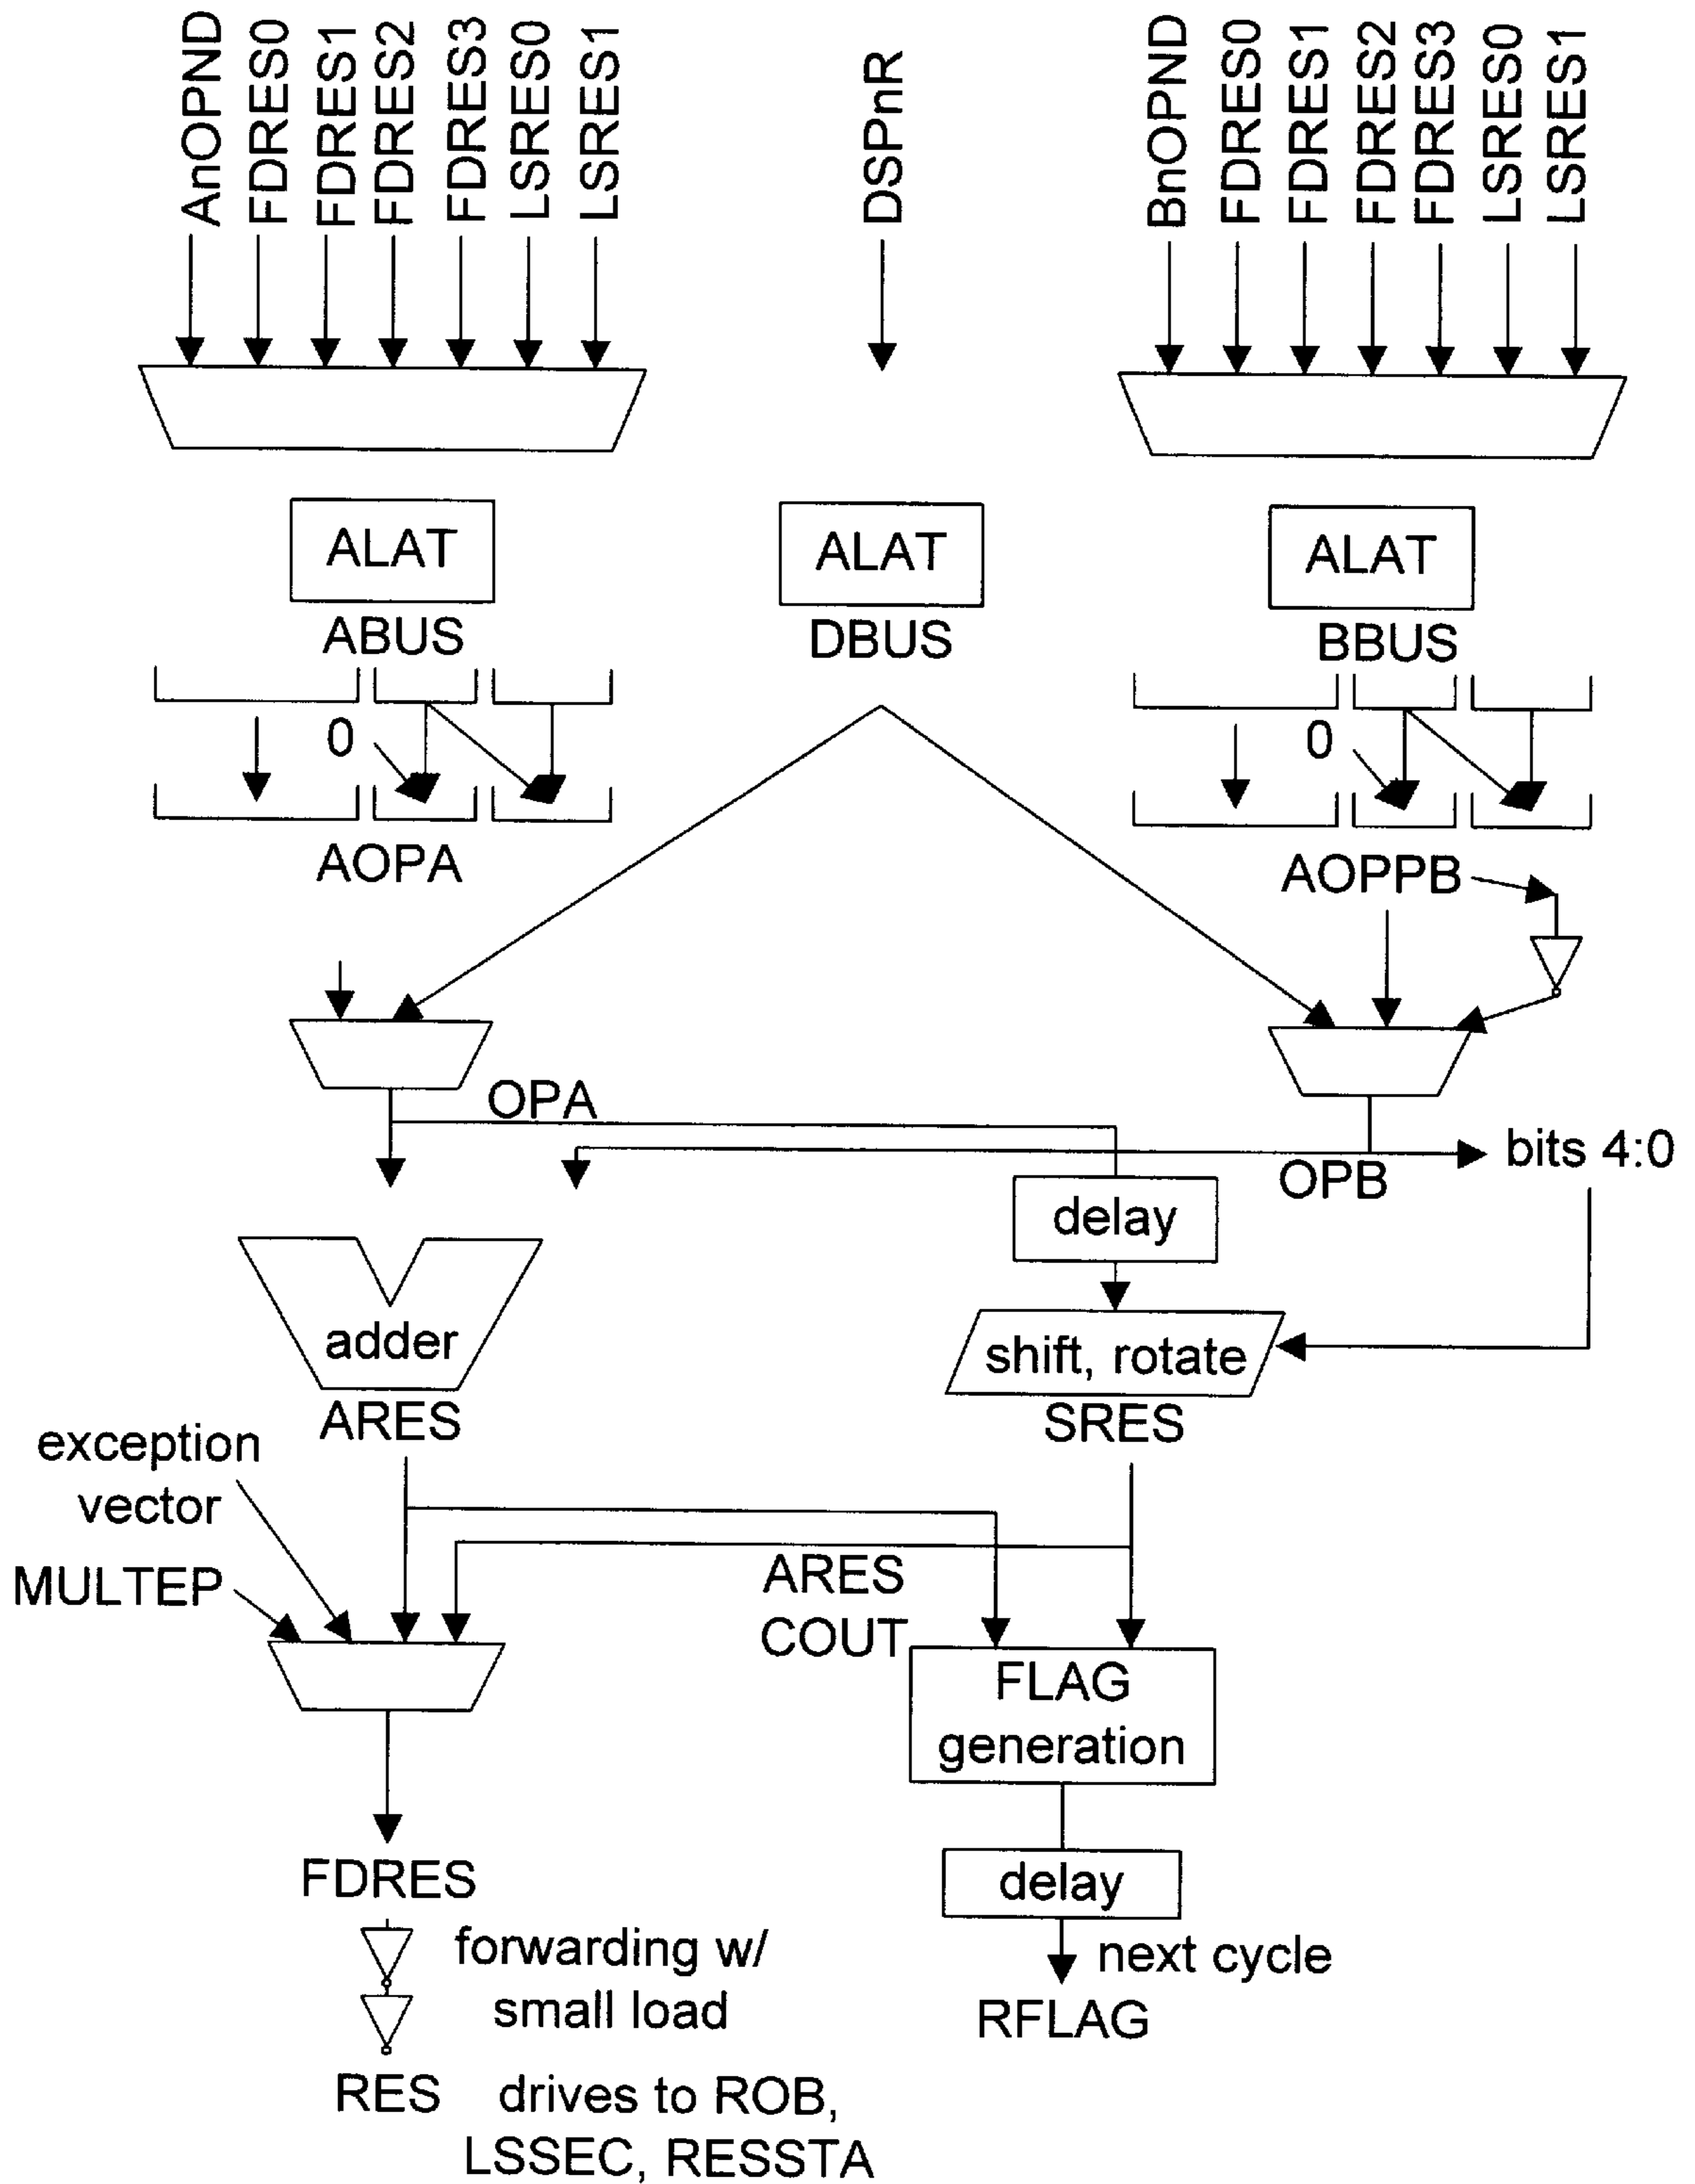 AnOPND
FDRES0
FDRES1
FDRES2
FDRES3
LSRES0
LSRES1
DSPnR
BnOPND
FDRES0
FDRES1
FDRES2
FDRES3
LSRES0
LSRES1
ALAT
ALAT
ALAT
ABUS
DBUS
BBUS
0
0
AOPA
AOPPB
OPA
bits 4:0
OPB
delay
adder
shift, rotate
ARES
SRES
exception
vector
MULTEP
ARES
COUT
FLAG
generation
FDRES
delay
forwarding w/
small load
next cycle
RFLAG
RES
drives to ROB,
LSSEC, RESSTA